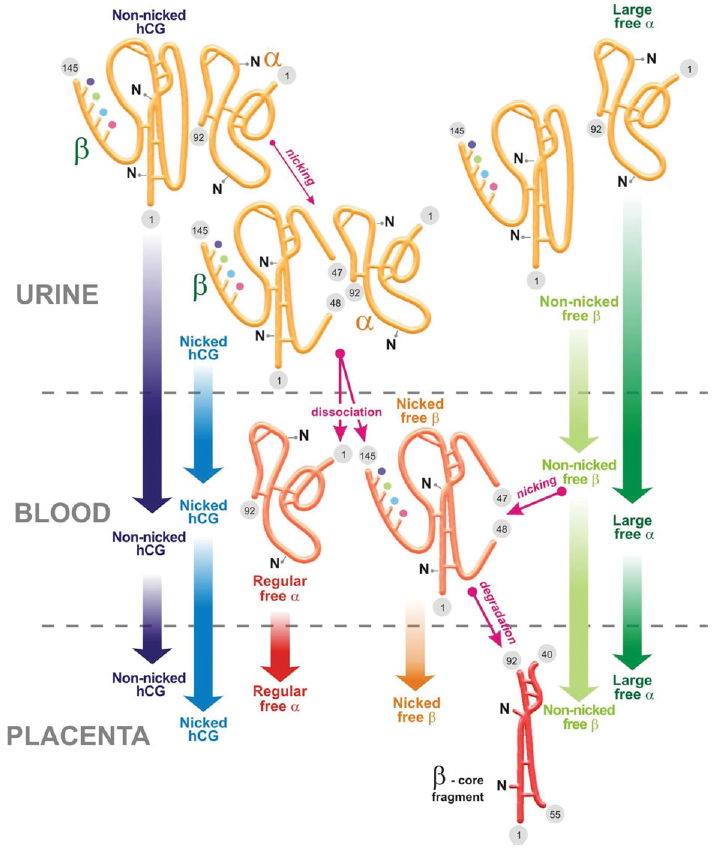 Non-nicked
hCG
Large
free α
N
α
145
1
N
β
92
N
N
1
nicking
N
1
92
N
145
N
N
1
145
N
1
β
47
92
48
α
N
N
1
URINE
Nicked
hCG
Non-nicked
free β
dissociation
Nicked
free β
N
1
145
92
N
N
47
48
N
1
Non-nicked
free β
nicking
BLOOD
Nicked
hCG
Non-nicked
hCG
Large
free α
Regular
free α
degradation
92
40
Non-nicked
hCG
Regular
free α
Large
free α
Nicked
hCG
Nicked
free β
N
Non-nicked
free β
PLACENTA
β - core
fragment
N
55
1